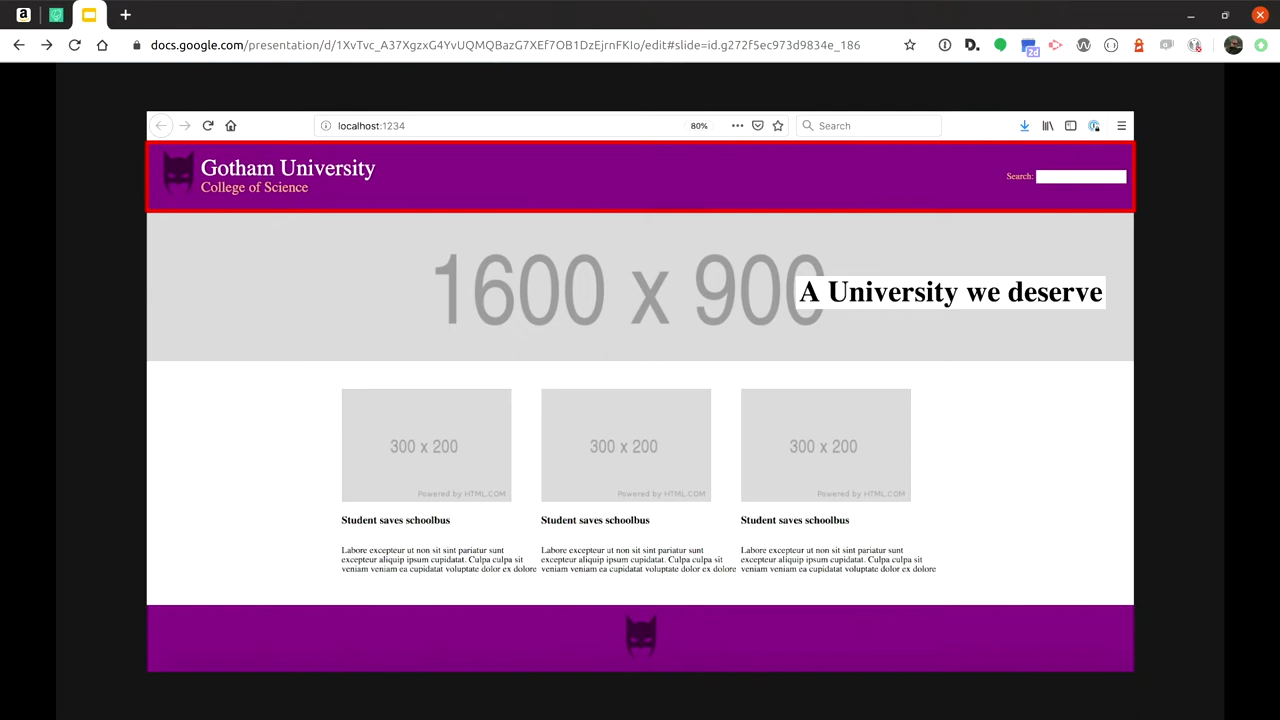 docs.google.com/presentation/d/1XvTvc_A37XgzxG4YvUQMQBazG7XEf7OB1DzEjrnFKIo/edit#slide=id.g272f5ec973d9834e_186
2d
localhost:1234
80%
Search
Gotham University
College of Science
Search:
1600 x 900
A University we deserve
300 x 200
Powered by HTML.COM
300 x 200
Powered by HTML.COM
300 x 200
Powered by HTML.COM
Student saves schoolbus
Student saves schoolbus
Student saves schoolbus
Labore excepteur ut non sit sint pariatur sunt
excepteur aliquip ipsum cupidatat. Culpa culpa sit
veniam veniam ea cupidatat voluptate dolor ex dolore
Labore excepteur ut non sit sint pariatur sunt
excepteur aliquip ipsum cupidatat. Culpa culpa sit
veniam veniam ea cupidatat voluptate dolor ex dolore
Labore excepteur ut non sit sint pariatur sunt
excepteur aliquip ipsum cupidatat. Culpa culpa sit
veniam veniam ea cupidatat voluptate dolor ex dolore